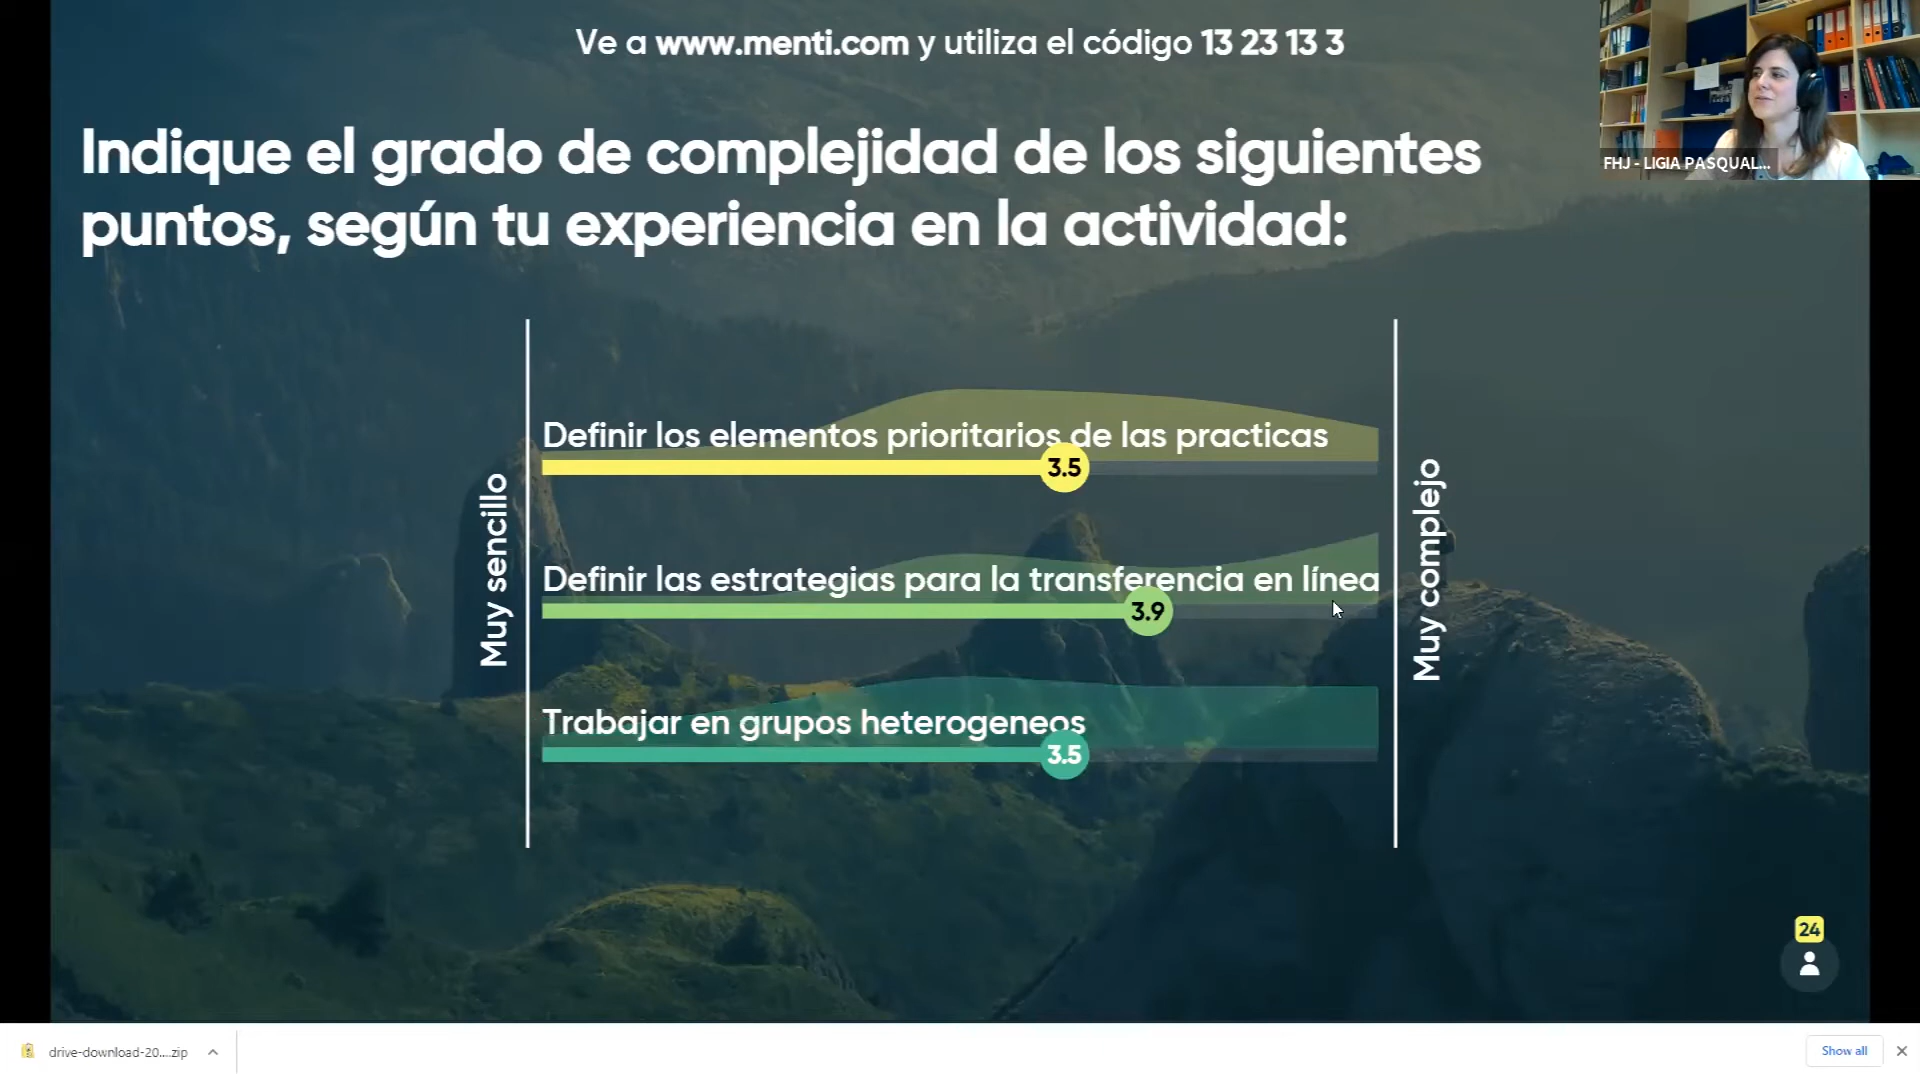 Ve a www.menti.com y utiliza el código 13 23 13 3
FHJ - LIGIA PASQUAL...
Indique el grado de complejidad de los siguientes
puntos, según tu experiencia en la actividad:
Muy sencillo
Definir los elementos prioritarios de las practicas
3.5
Definir las estrategias para la transferencia en línea
3.9
Trabajar en grupos heterogeneos
3.5
Muy complejo
24
drive-download-20....zip
Show all